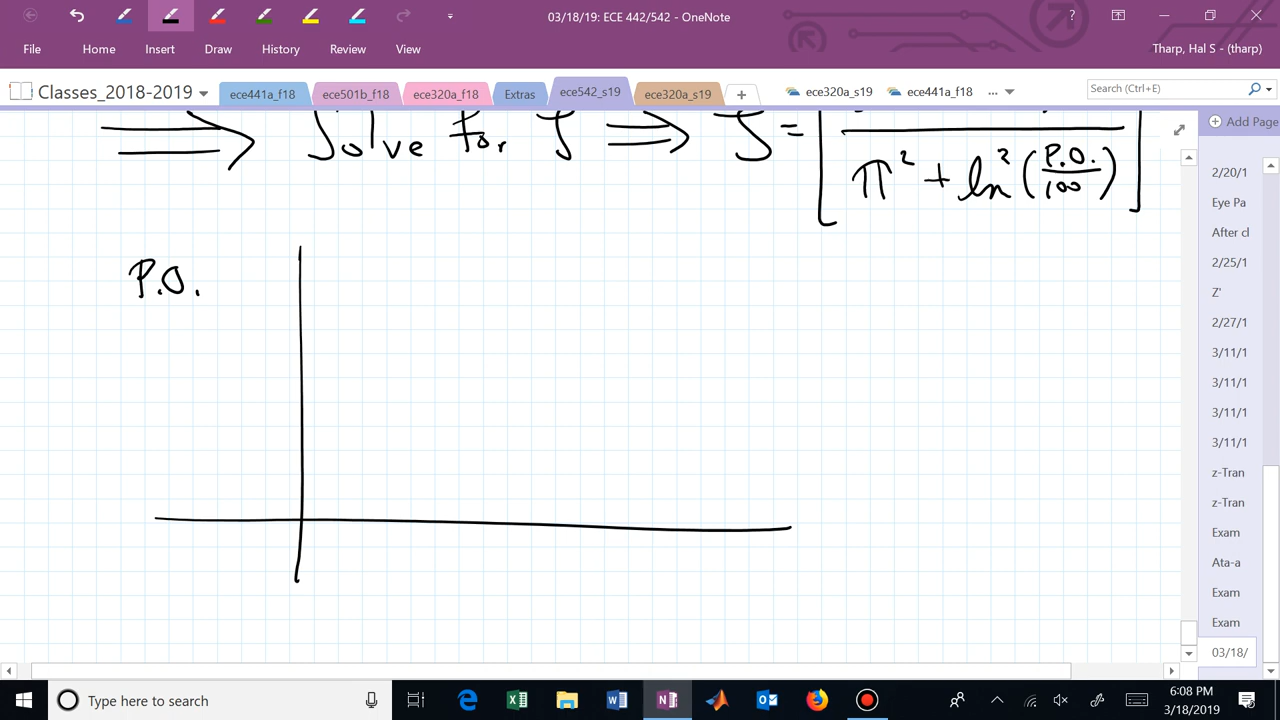 03/18/19: ECE 442/542 - OneNote
File Home Insert Draw History Review View
Tharp, Hal S - (tharp)
Classes_2018-2019 ece441a_f18 ece501b_f18 ece320a_f18 Extras ece542_s19 ece320a_s19 + ece320a_s19 ece441a_f18 ...
Search (Ctrl+E)
Add Page
⟹ Solve for ζ ⟹ ζ = [ / π² + ln² (P.O./100) ]
P.O.
2/20/1
Eye Pa
After cl
2/25/1
Z'
2/27/1
3/11/1
3/11/1
3/11/1
3/11/1
z-Tran
z-Tran
Exam
Ata-a
Exam
Exam
03/18/
Type here to search
6:08 PM
3/18/2019